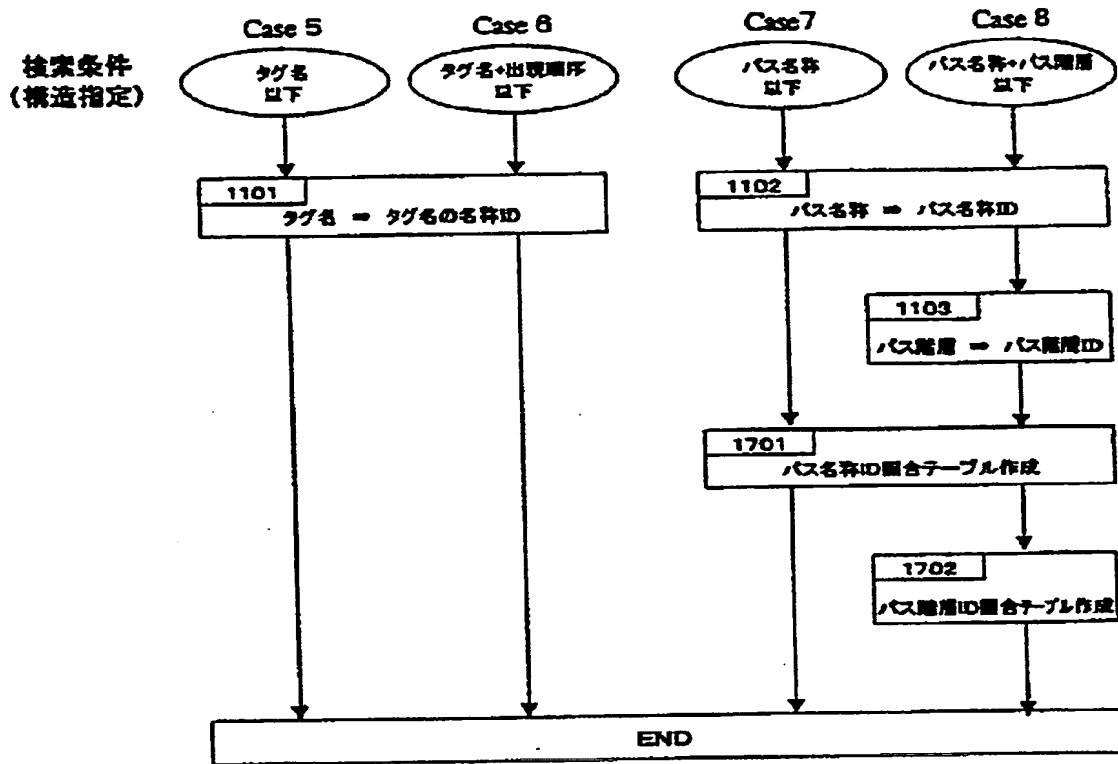 Case 5
Case 6
Case7
Case 8
検索条件
(構造指定)
タグ名
以下
タグ名+出現順序
以下
パス名称
以下
パス名称+パス階層
以下
1101
タグ名 ⇒ タグ名の名称ID
1102
パス名称 ⇒ パス名称ID
1103
パス階層 ⇒ パス階層ID
1701
パス名称ID照合テーブル作成
1702
パス階層ID照合テーブル作成
END